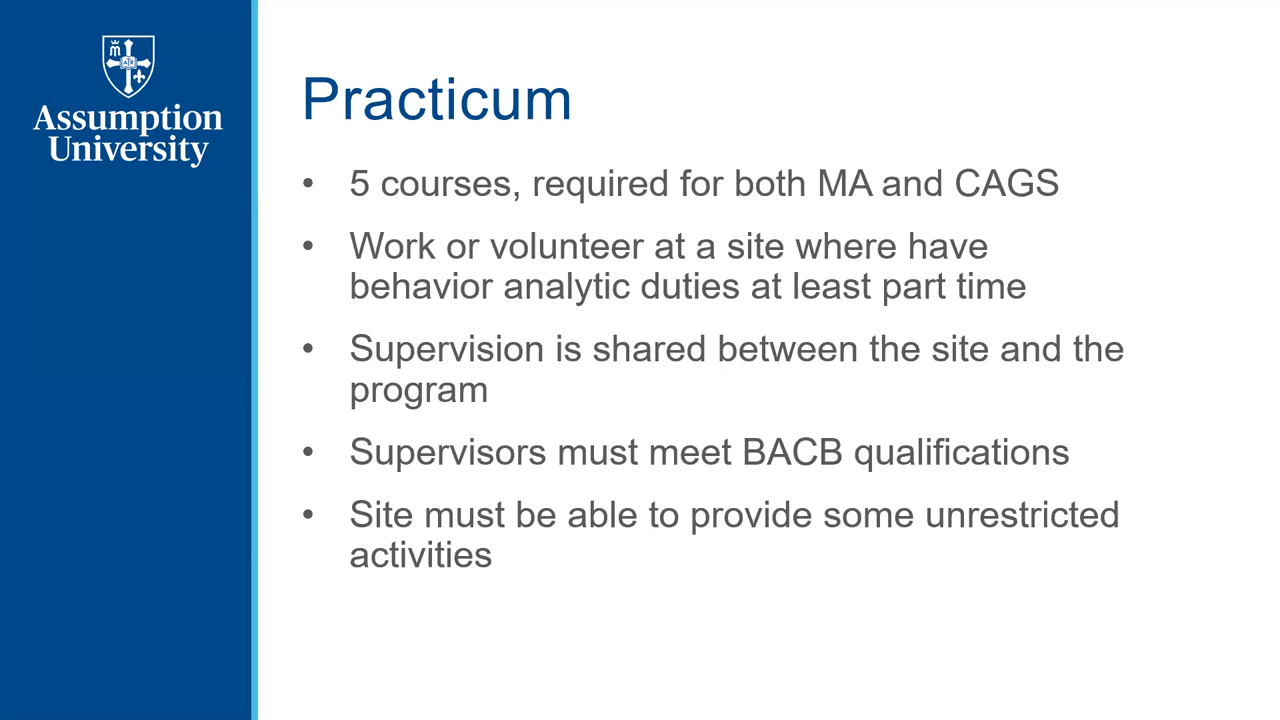 Assumption
University
Practicum
• 5 courses, required for both MA and CAGS
• Work or volunteer at a site where have
behavior analytic duties at least part time
• Supervision is shared between the site and the
program
• Supervisors must meet BACB qualifications
• Site must be able to provide some unrestricted
activities